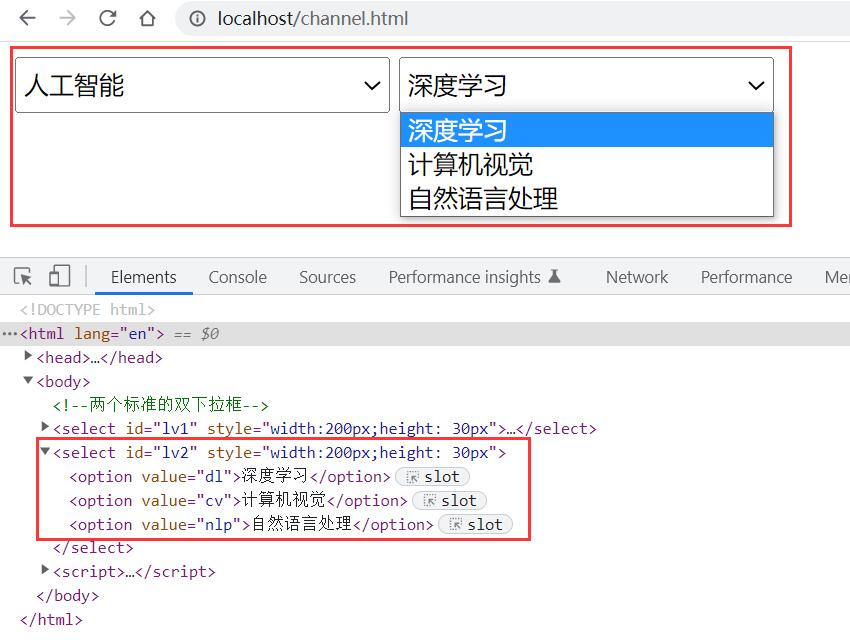 localhost/channel.html
人工智能 深度学习
深度学习
计算机视觉
自然语言处理
Elements Console Sources Performance insights Network Performance
<!DOCTYPE html>
···<html lang="en"> == $0
<head>…</head>
<body>
<!--两个标准的双下拉框-->
<select id="lv1" style="width:200px;height: 30px">…</select>
<select id="lv2" style="width:200px;height: 30px">
<option value="dl">深度学习</option> slot
<option value="cv">计算机视觉</option> slot
<option value="nlp">自然语言处理</option> slot
</select>
<script>…</script>
</body>
</html>